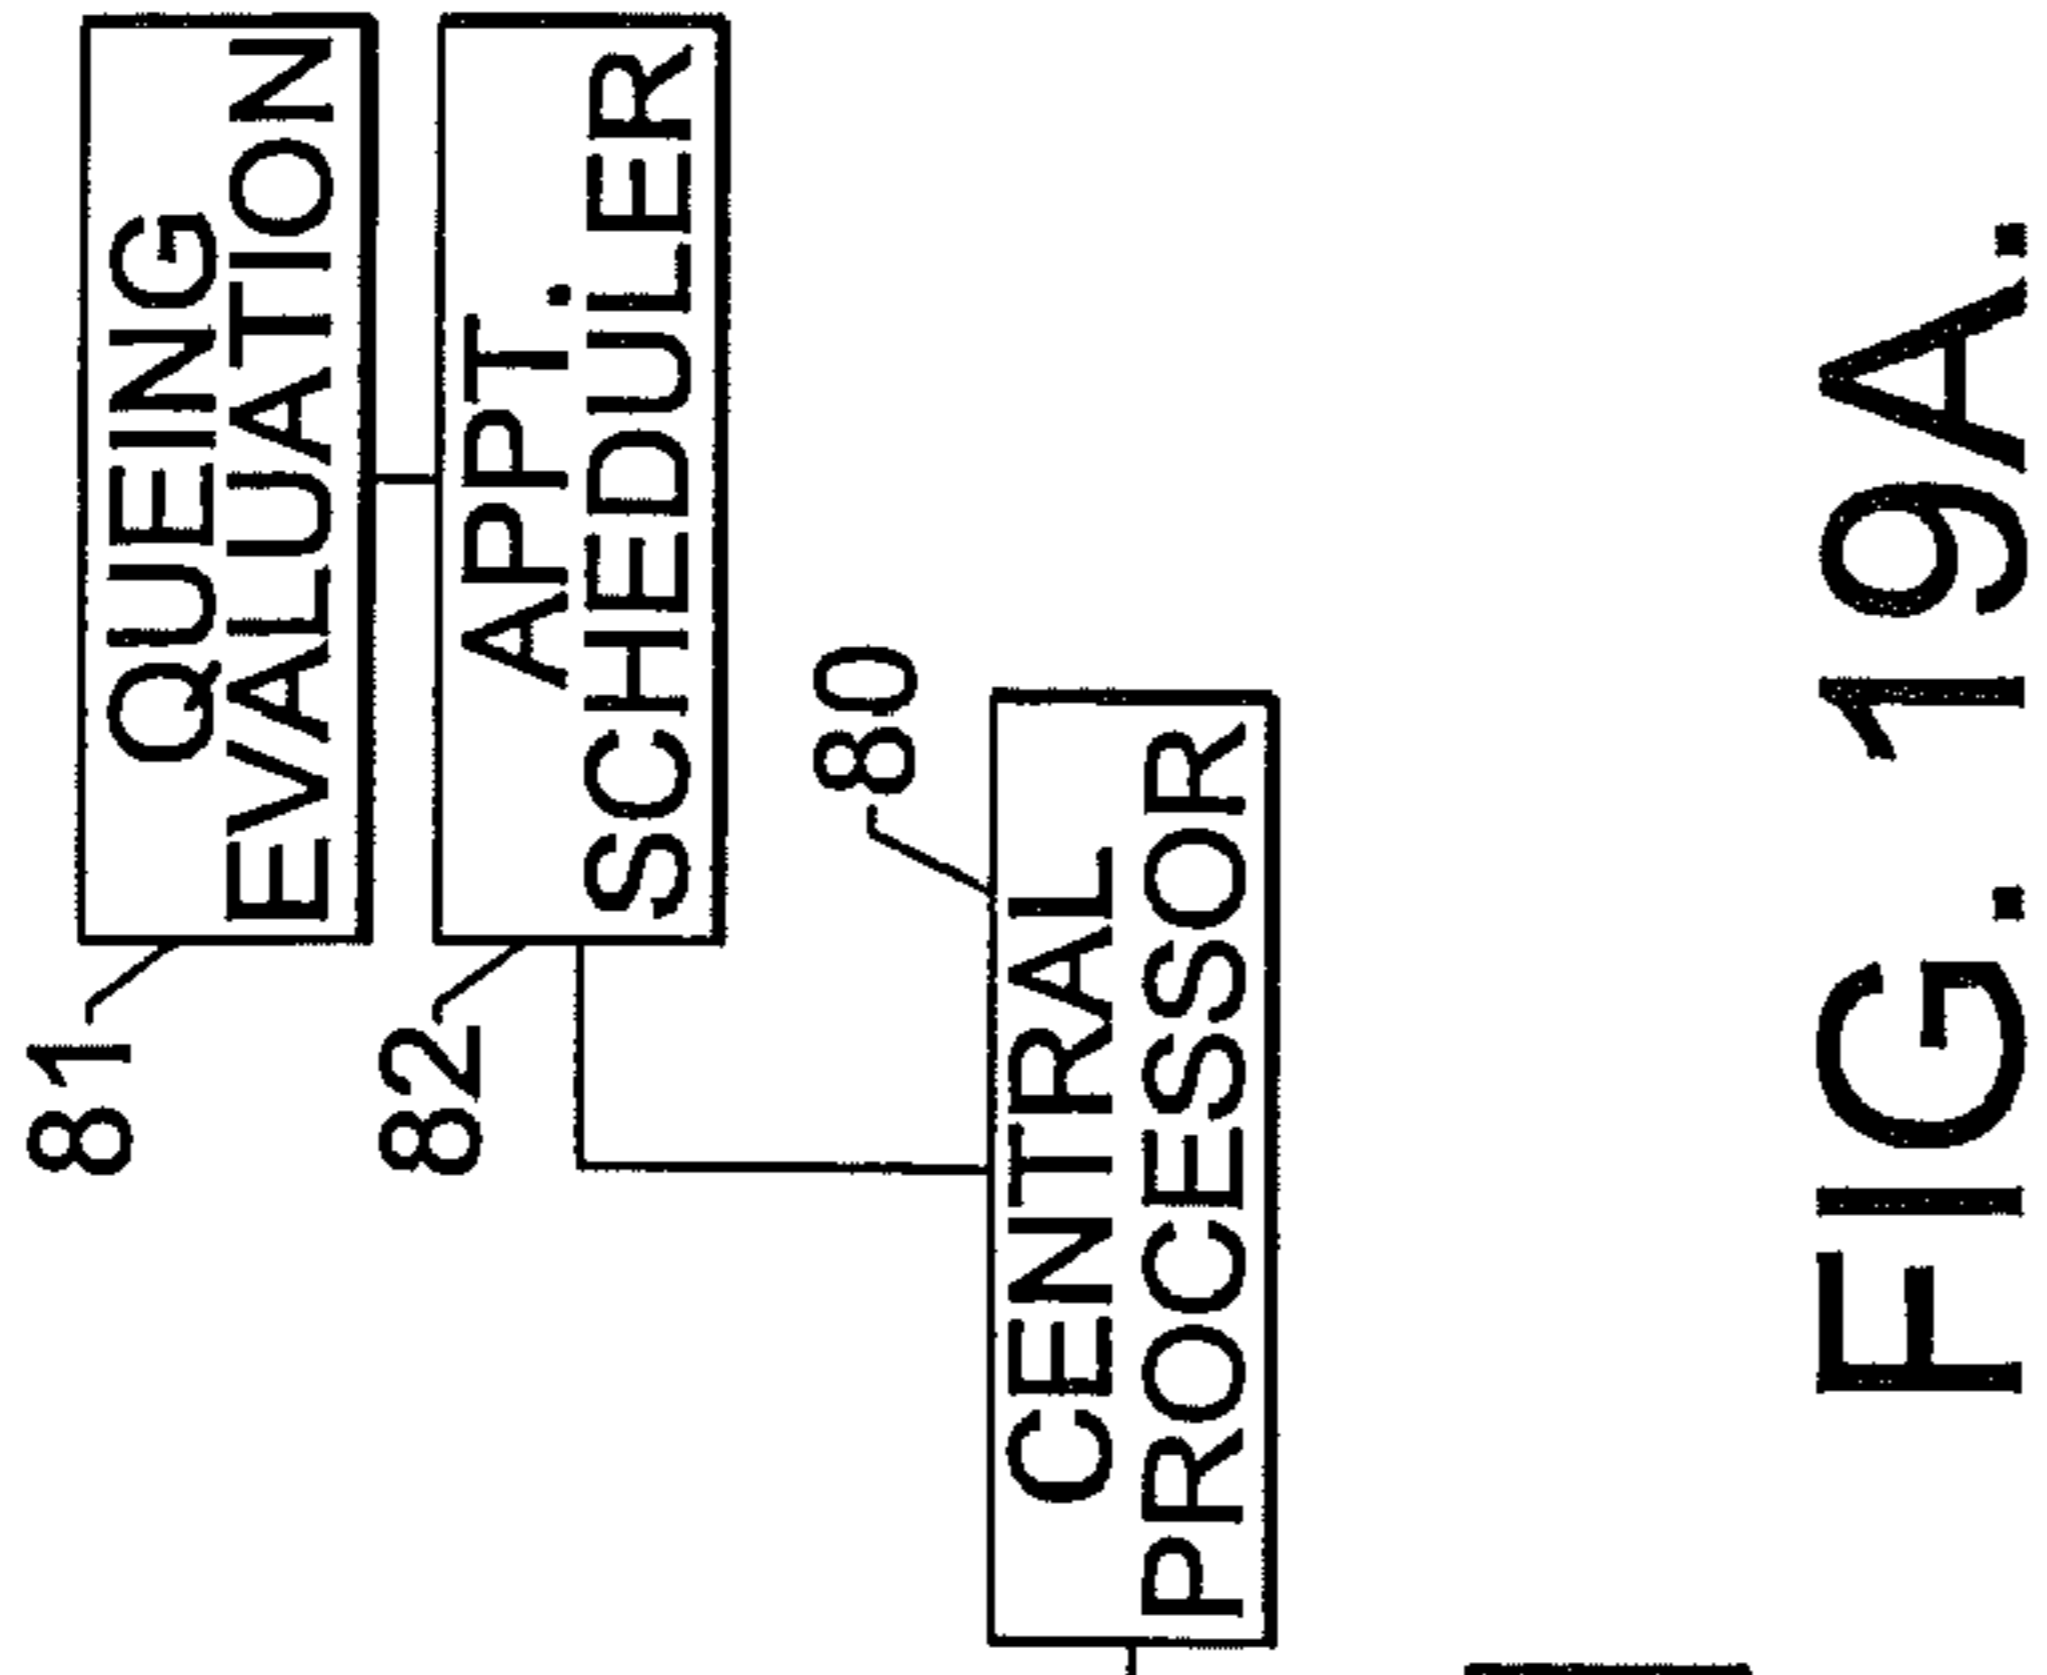 81
QUEING
EVALUATION
82
APPT.
SCHEDULER
80
CENTRAL
PROCESSOR
FIG. 19A.